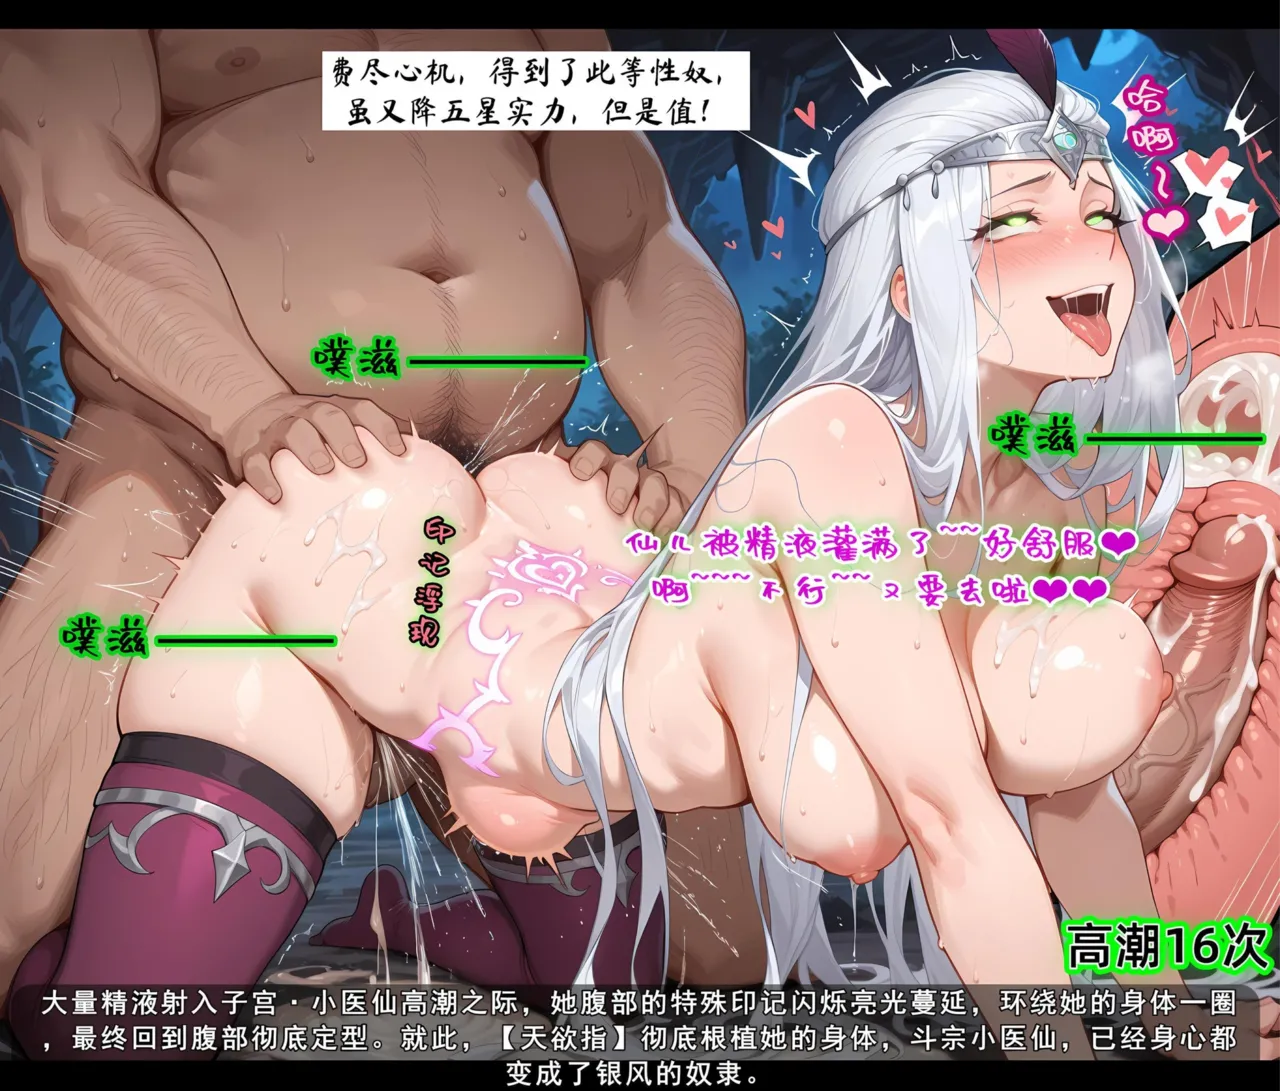 费尽心机，得到了此等性奴，
虽又降五星实力，但是值！
哈啊~❤
噗滋——
噗滋——
印记浮现
仙儿被精液灌满了~~好舒服❤
啊~~~不行~~又要去啦❤❤
噗滋——
高潮16次
大量精液射入子宫·小医仙高潮之际，她腹部的特殊印记闪烁亮光蔓延，环绕她的身体一圈
，最终回到腹部彻底定型。就此，【天欲指】彻底根植她的身体，斗宗小医仙，已经身心都
变成了银风的奴隶。